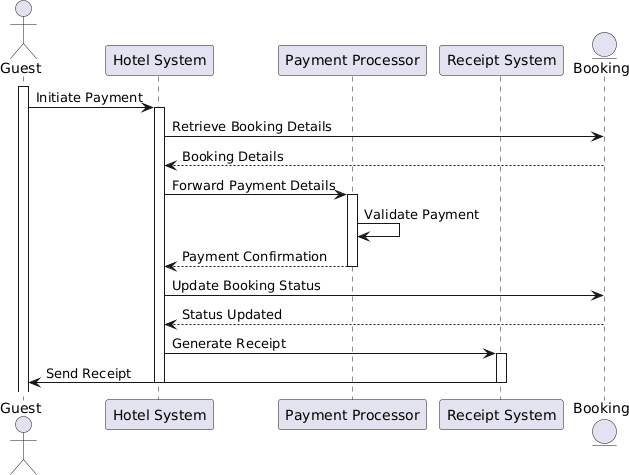 Guest
Hotel System
Payment Processor
Receipt System
Booking
Initiate Payment
Retrieve Booking Details
Booking Details
Forward Payment Details
Validate Payment
Payment Confirmation
Update Booking Status
Status Updated
Generate Receipt
Send Receipt
Guest
Hotel System
Payment Processor
Receipt System
Booking